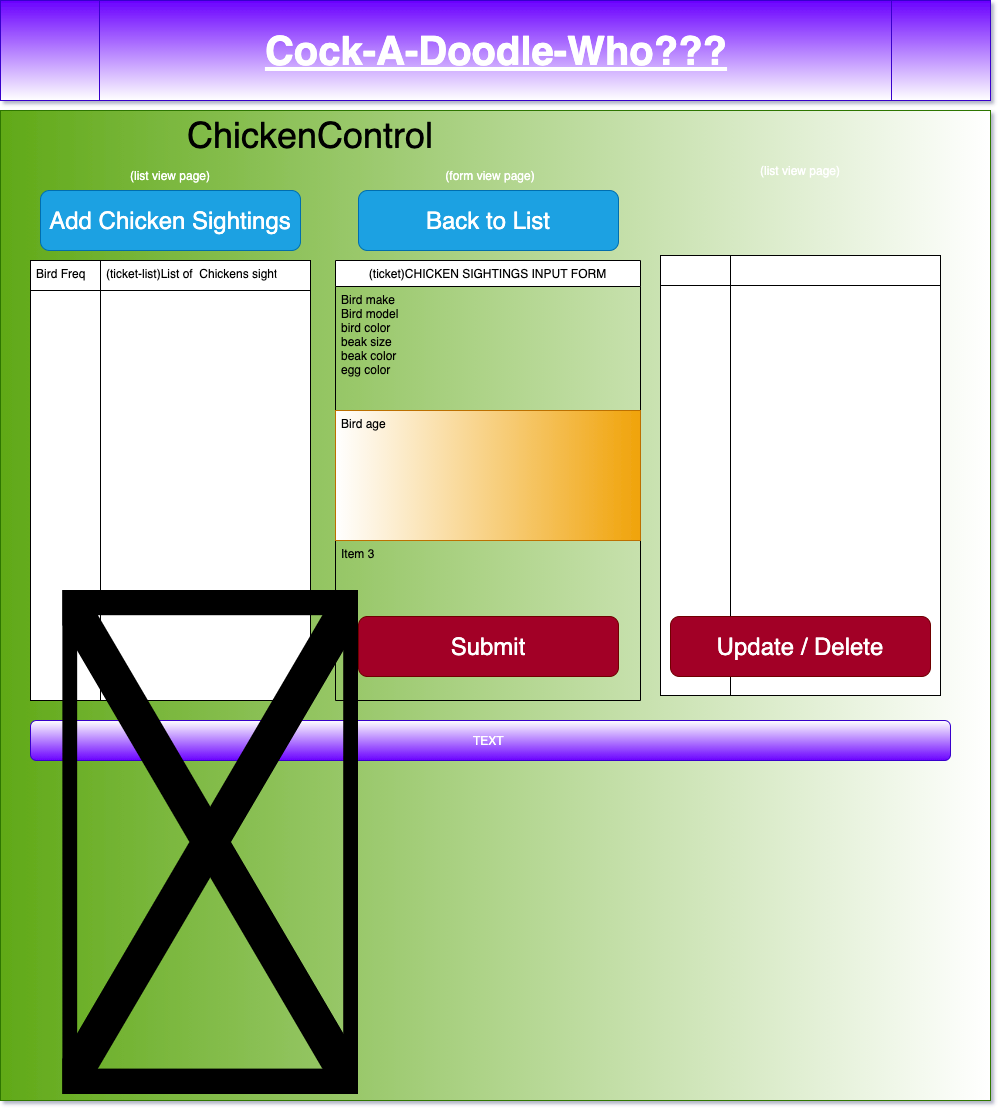 Cock-A-Doodle-Who???
ChickenControl
(list view page)
(form view page)
(list view page)
Add Chicken Sightings
Back to List
Bird Freq
(ticket-list)List of  Chickens sight
(ticket)CHICKEN SIGHTINGS INPUT FORM
Bird make
Bird model
bird color
beak size
beak color
egg color
Bird age
Item 3
Submit
Update / Delete
TEXT